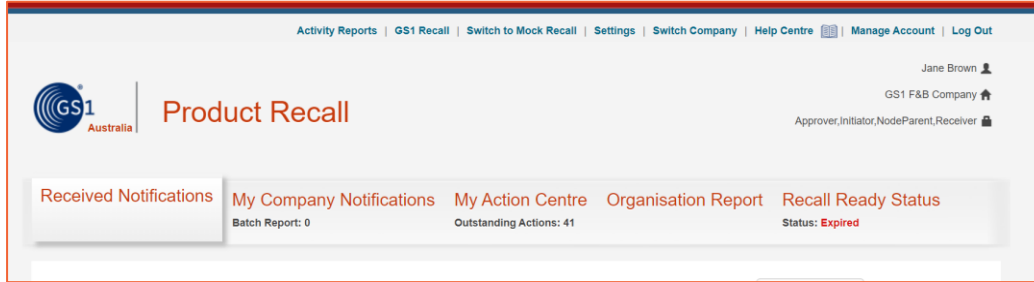 Activity Reports | GS1 Recall | Switch to Mock Recall | Settings | Switch Company | Help Centre | Manage Account | Log Out
Jane Brown
GS1 F&B Company
Approver,Initiator,NodeParent,Receiver
GS1
Australia
Product Recall
Received Notifications
My Company Notifications
Batch Report: 0
My Action Centre
Outstanding Actions: 41
Organisation Report
Recall Ready Status
Status: Expired